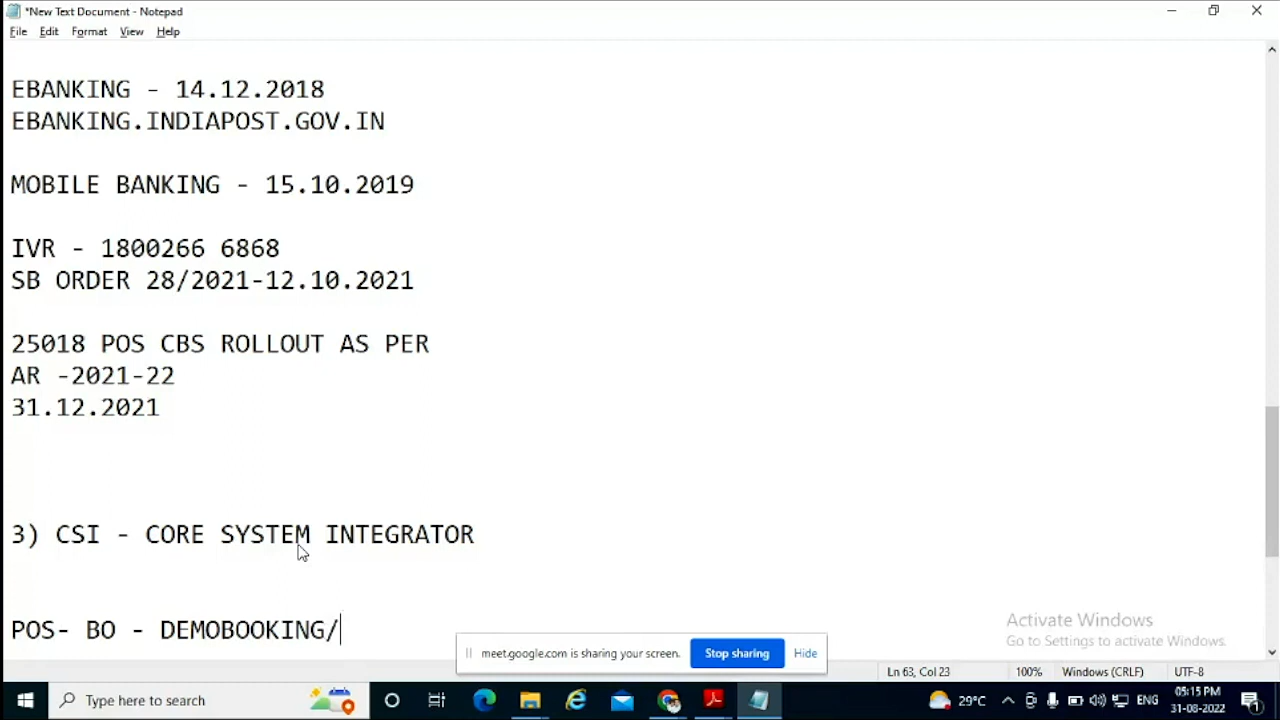 *New Text Document - Notepad
File Edit Format View Help
EBANKING - 14.12.2018
EBANKING.INDIAPOST.GOV.IN
MOBILE BANKING - 15.10.2019
IVR - 1800266 6868
SB ORDER 28/2021-12.10.2021
25018 POS CBS ROLLOUT AS PER
AR -2021-22
31.12.2021
3) CSI - CORE SYSTEM INTEGRATOR
POS- BO - DEMOBOOKING/
Activate Windows
Go to Settings to activate Windows.
meet.google.com is sharing your screen. Stop sharing Hide
Ln 63, Col 23 100% Windows (CRLF) UTF-8
Type here to search 29°C ENG 05:15 PM
31-08-2022 1